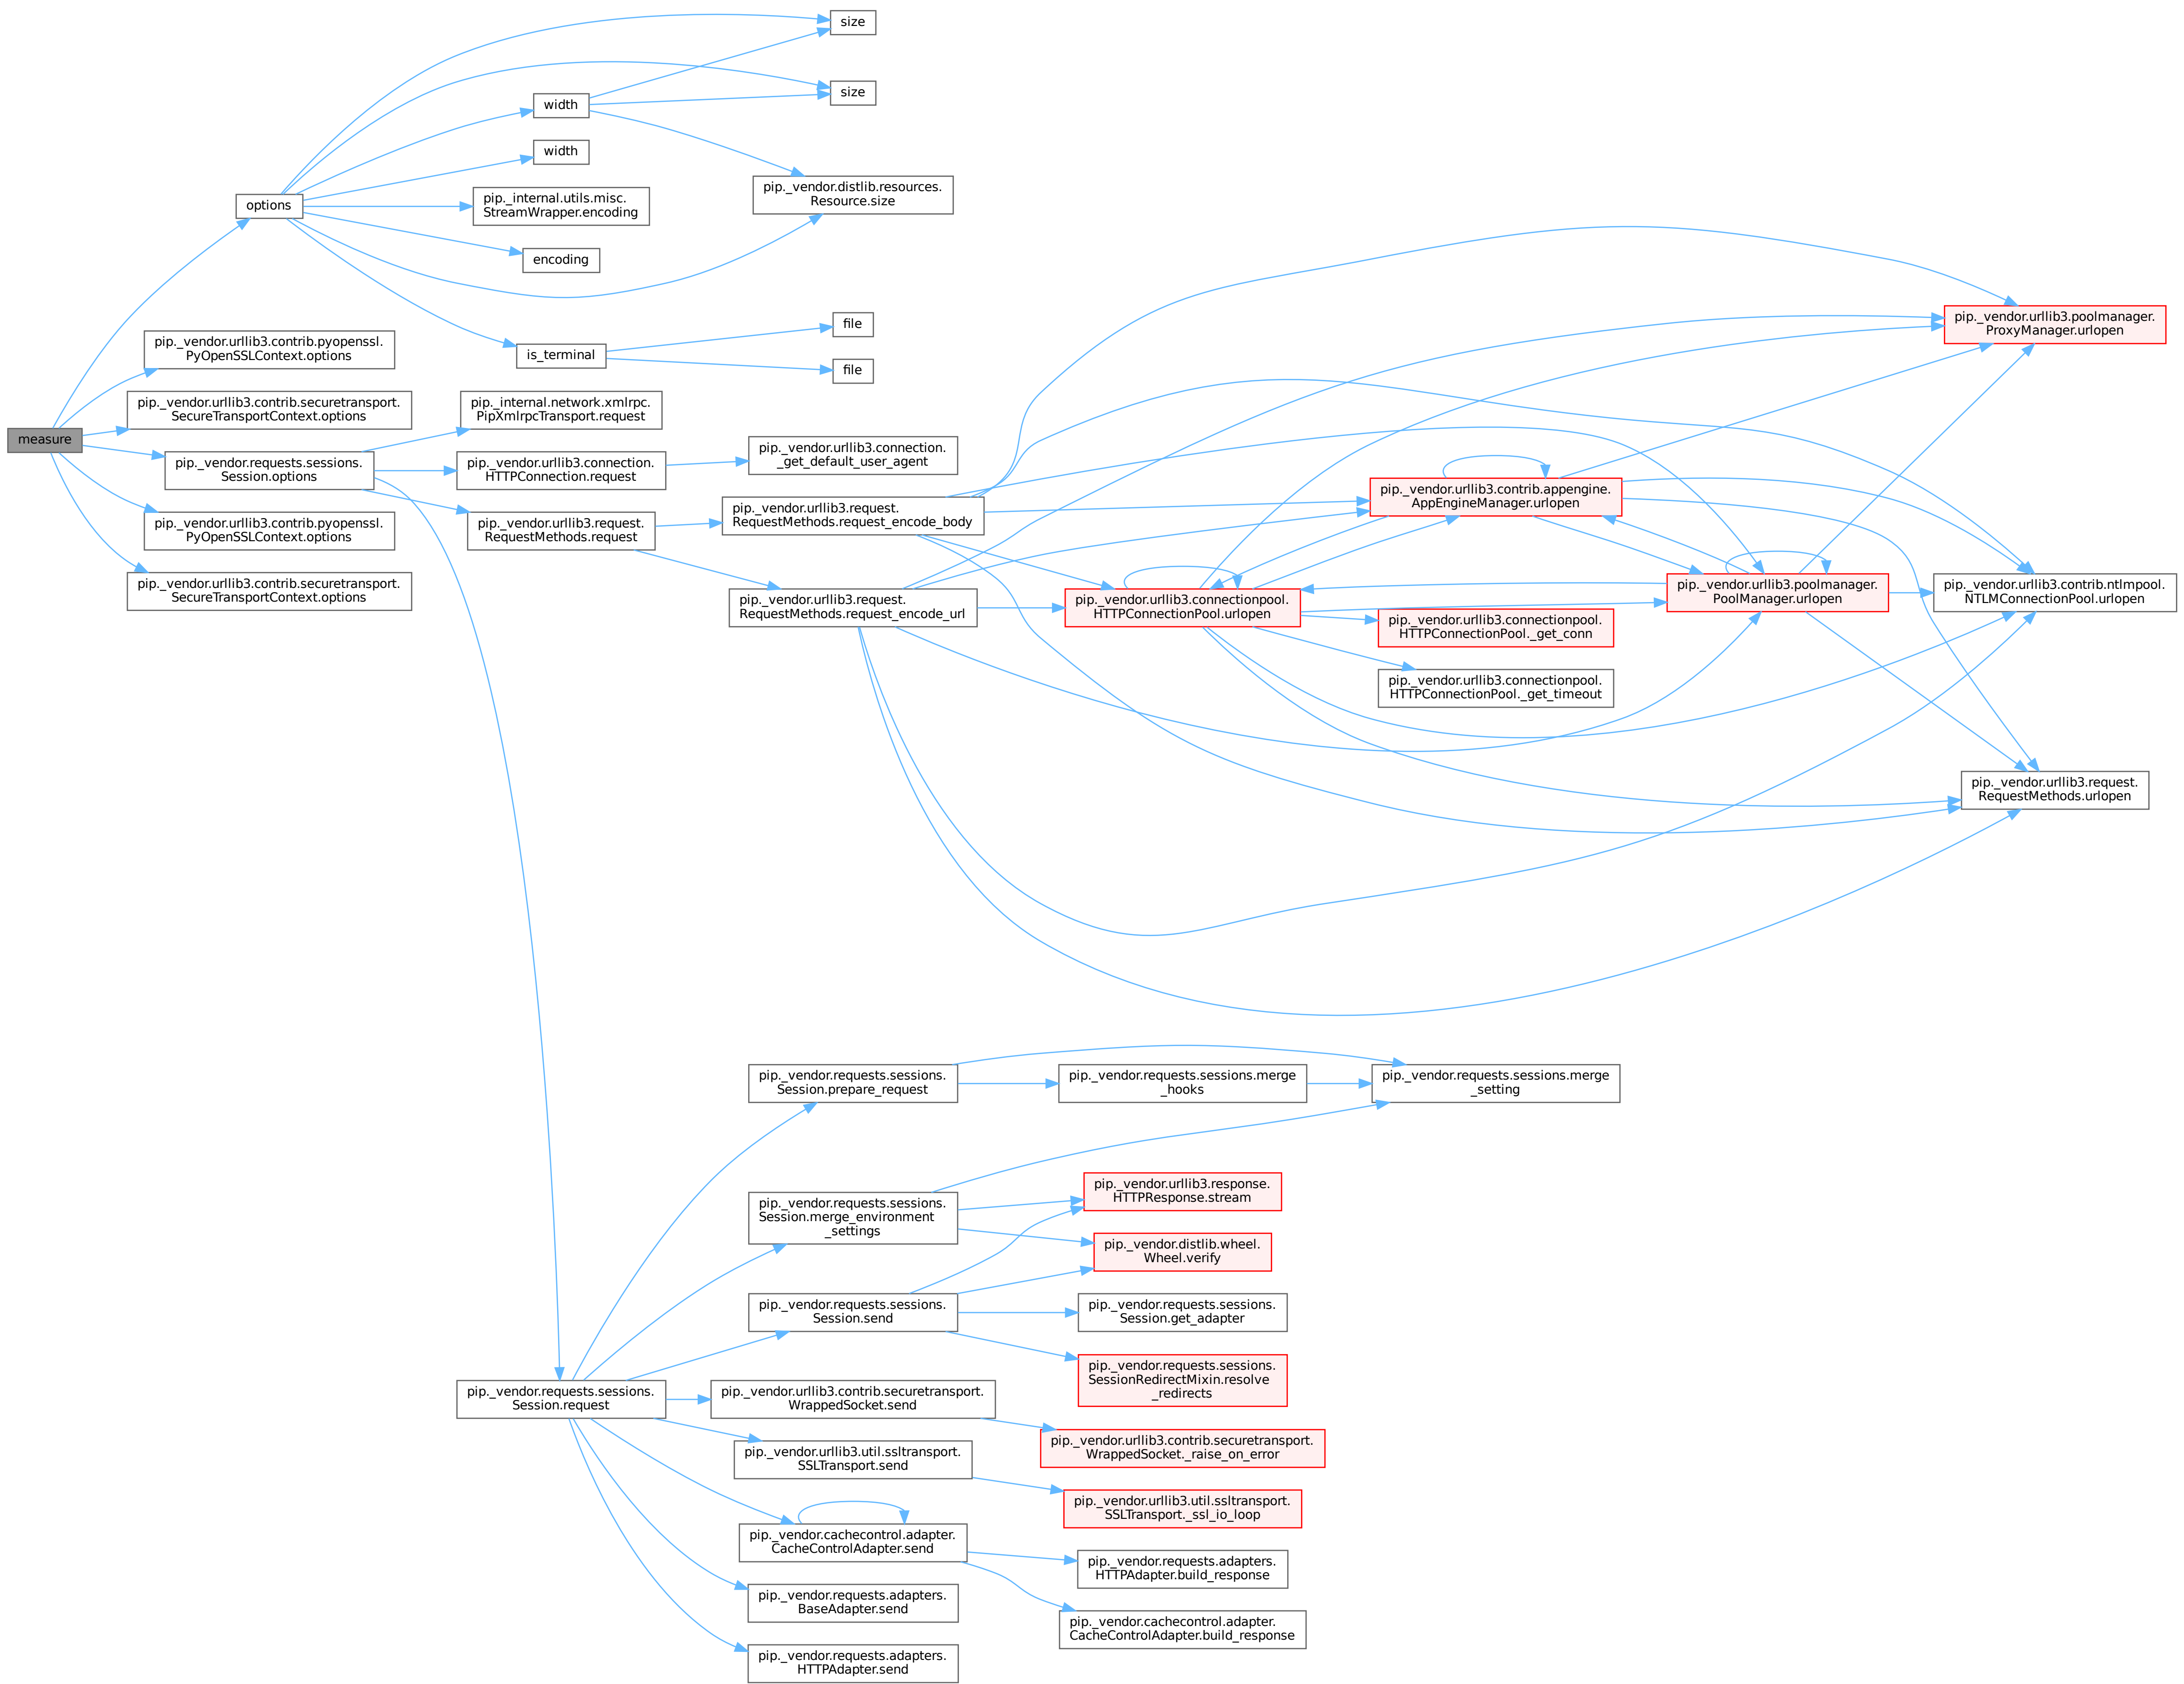 measure
options
pip._vendor.urllib3.contrib.pyopenssl.
PyOpenSSLContext.options
pip._vendor.urllib3.contrib.securetransport.
SecureTransportContext.options
pip._vendor.requests.sessions.
Session.options
pip._vendor.urllib3.contrib.pyopenssl.
PyOpenSSLContext.options
pip._vendor.urllib3.contrib.securetransport.
SecureTransportContext.options
width
width
pip._internal.utils.misc.
StreamWrapper.encoding
encoding
is_terminal
size
size
pip._vendor.distlib.resources.
Resource.size
file
file
pip._internal.network.xmlrpc.
PipXmlrpcTransport.request
pip._vendor.urllib3.connection.
HTTPConnection.request
pip._vendor.urllib3.request.
RequestMethods.request
pip._vendor.urllib3.connection.
_get_default_user_agent
pip._vendor.urllib3.request.
RequestMethods.request_encode_body
pip._vendor.urllib3.request.
RequestMethods.request_encode_url
pip._vendor.urllib3.connectionpool.
HTTPConnectionPool.urlopen
pip._vendor.urllib3.contrib.appengine.
AppEngineManager.urlopen
pip._vendor.urllib3.connectionpool.
HTTPConnectionPool._get_conn
pip._vendor.urllib3.connectionpool.
HTTPConnectionPool._get_timeout
pip._vendor.urllib3.poolmanager.
PoolManager.urlopen
pip._vendor.urllib3.poolmanager.
ProxyManager.urlopen
pip._vendor.urllib3.contrib.ntlmpool.
NTLMConnectionPool.urlopen
pip._vendor.urllib3.request.
RequestMethods.urlopen
pip._vendor.requests.sessions.
Session.request
pip._vendor.requests.sessions.
Session.prepare_request
pip._vendor.requests.sessions.merge
_hooks
pip._vendor.requests.sessions.merge
_setting
pip._vendor.requests.sessions.
Session.merge_environment
_settings
pip._vendor.urllib3.response.
HTTPResponse.stream
pip._vendor.distlib.wheel.
Wheel.verify
pip._vendor.requests.sessions.
Session.send
pip._vendor.requests.sessions.
Session.get_adapter
pip._vendor.requests.sessions.
SessionRedirectMixin.resolve
_redirects
pip._vendor.urllib3.contrib.securetransport.
WrappedSocket.send
pip._vendor.urllib3.contrib.securetransport.
WrappedSocket._raise_on_error
pip._vendor.urllib3.util.ssltransport.
SSLTransport.send
pip._vendor.urllib3.util.ssltransport.
SSLTransport._ssl_io_loop
pip._vendor.cachecontrol.adapter.
CacheControlAdapter.send
pip._vendor.requests.adapters.
HTTPAdapter.build_response
pip._vendor.cachecontrol.adapter.
CacheControlAdapter.build_response
pip._vendor.requests.adapters.
BaseAdapter.send
pip._vendor.requests.adapters.
HTTPAdapter.send